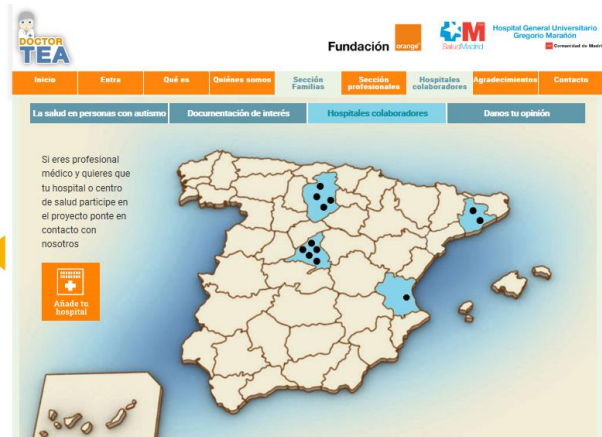 DOCTOR
TEA
Fundación orange
SaludMadrid
Hospital General Universitario
Gregorio Marañón
Comunidad de Madrid
Inicio
Entra
Qué es
Quiénes somos
Sección
Familias
Sección
profesionales
Hospitales
colaboradores
Agradecimientos
Contacto
La salud en personas con autismo
Documentación de interés
Hospitales colaboradores
Danos tu opinión
Si eres profesional
médico y quieres que
tu hospital o centro
de salud participe en
el proyecto ponte en
contacto con
nosotros
Añade tu
hospital